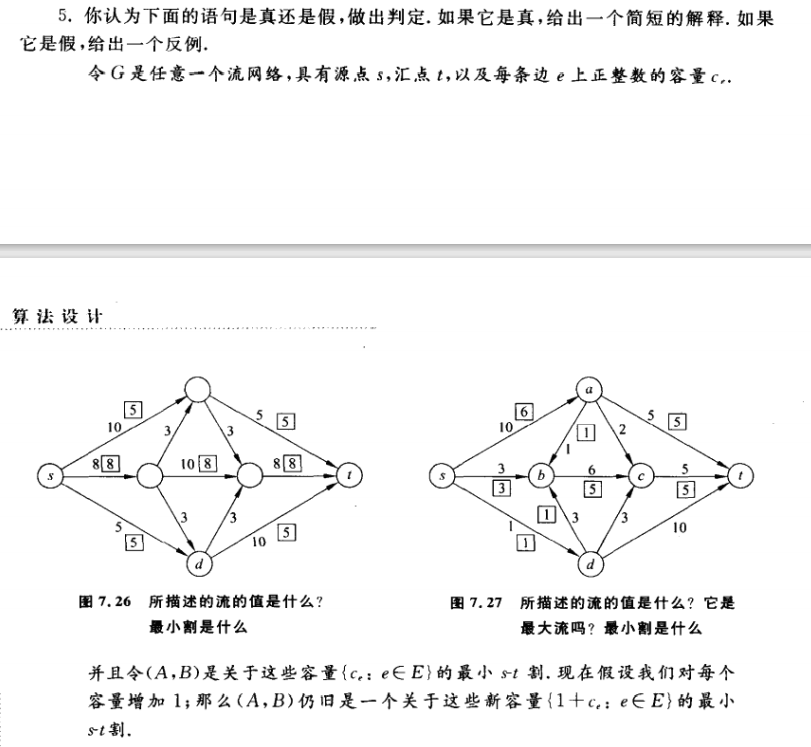 5. 你认为下面的语句是真还是假,做出判定. 如果它是真,给出一个简短的解释. 如果
它是假,给出一个反例.
令 G 是任意一个流网络,具有源点 s,汇点 t,以及每条边 e 上正整数的容量 cₑ.
算法设计
10 5 5 5
3 3
8 8 10 8 8 8
s t
3 3
5 5 10 5
d
a
10 6 5 5
1 1 2
s 3 3 b 6 5 c 5 5 t
1 1 1 3 3 10
d
图 7.26 所描述的流的值是什么?
最小割是什么
图 7.27 所描述的流的值是什么? 它是
最大流吗? 最小割是什么
并且令(A,B)是关于这些容量{cₑ: e∈E}的最小 s-t 割. 现在假设我们对每个
容量增加 1;那么(A,B)仍旧是一个关于这些新容量{1+cₑ: e∈E}的最小
s-t 割.